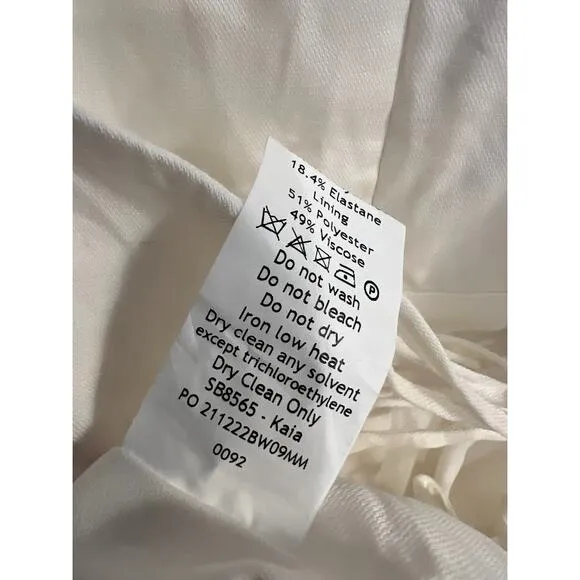 18.4% Elastane
Lining
51% Polyester
49% Viscose
P
Do not wash
Do not bleach
Do not dry
Iron low heat
Dry clean any solvent
except trichloroethylene
Dry Clean Only
SB8565 - Kaia
PO 211222BW09MM
0092